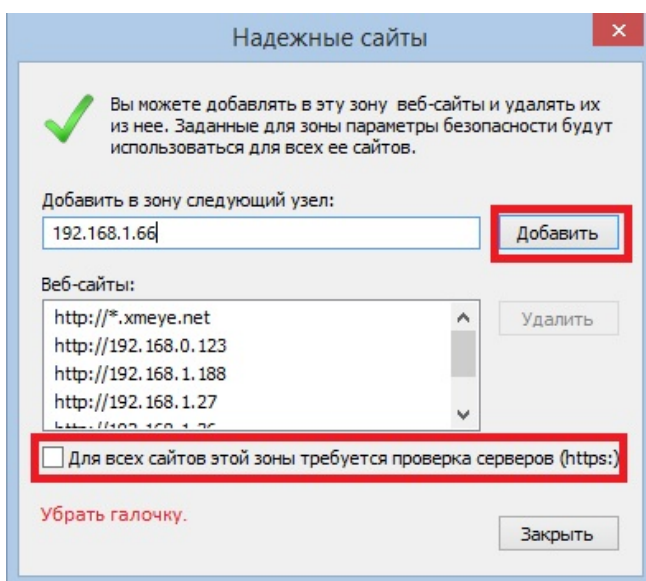 Надежные сайты
Вы можете добавлять в эту зону веб-сайты и удалять их
из нее. Заданные для зоны параметры безопасности будут
использоваться для всех ее сайтов.
Добавить в зону следующий узел:
192.168.1.66
Добавить
Веб-сайты:
http://*.xmeye.net
Удалить
http://192.168.0.123
http://192.168.1.188
http://192.168.1.27
Для всех сайтов этой зоны требуется проверка серверов (https:)
Убрать галочку.
Закрыть